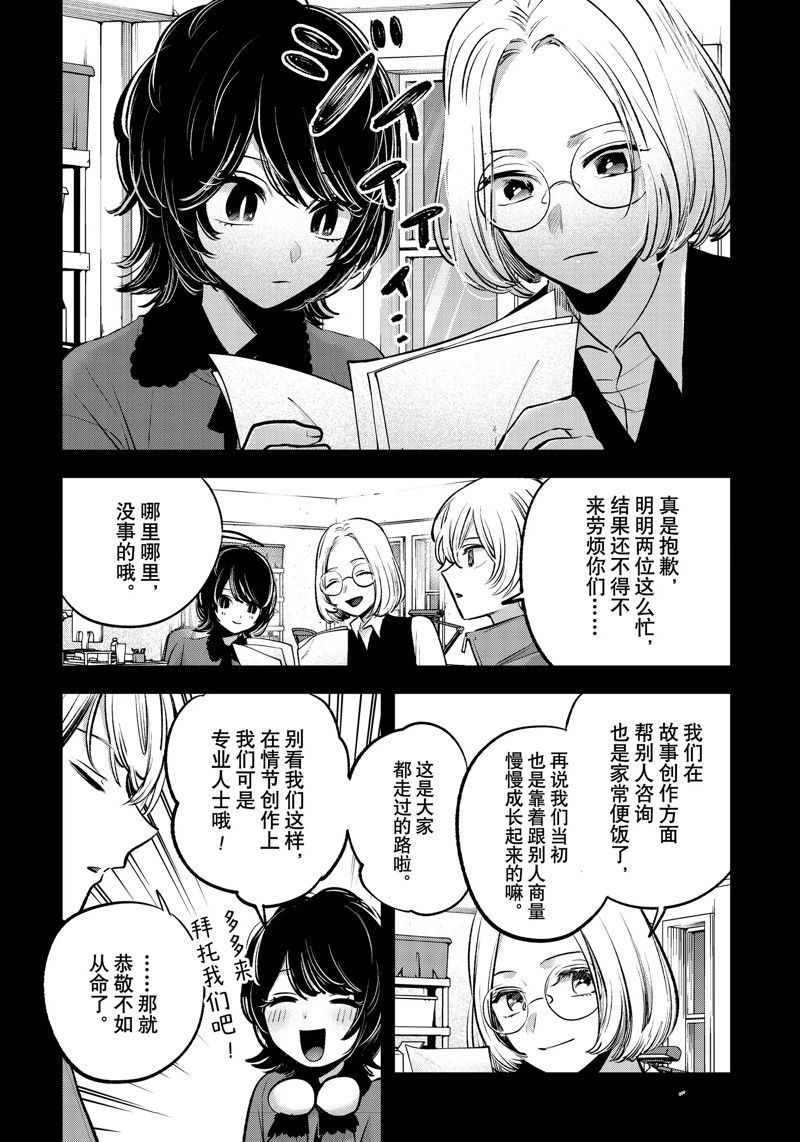 ジイイイ…
真是抱歉，
明明两位这么忙，
结果还不得不
来劳烦你们……
哪里哪里，
没事的哦。
我们在
故事创作方面
帮别人咨询
也是家常便饭了，
再说我们当初
也是靠着跟别人商量
慢慢成长起来的嘛。
这是大家
都走过的路啦。
别看我们这样，
在情节创作上
我们可是
专业人士哦！
多多来
拜托我们吧！
……那就
恭敬不如
从命了。